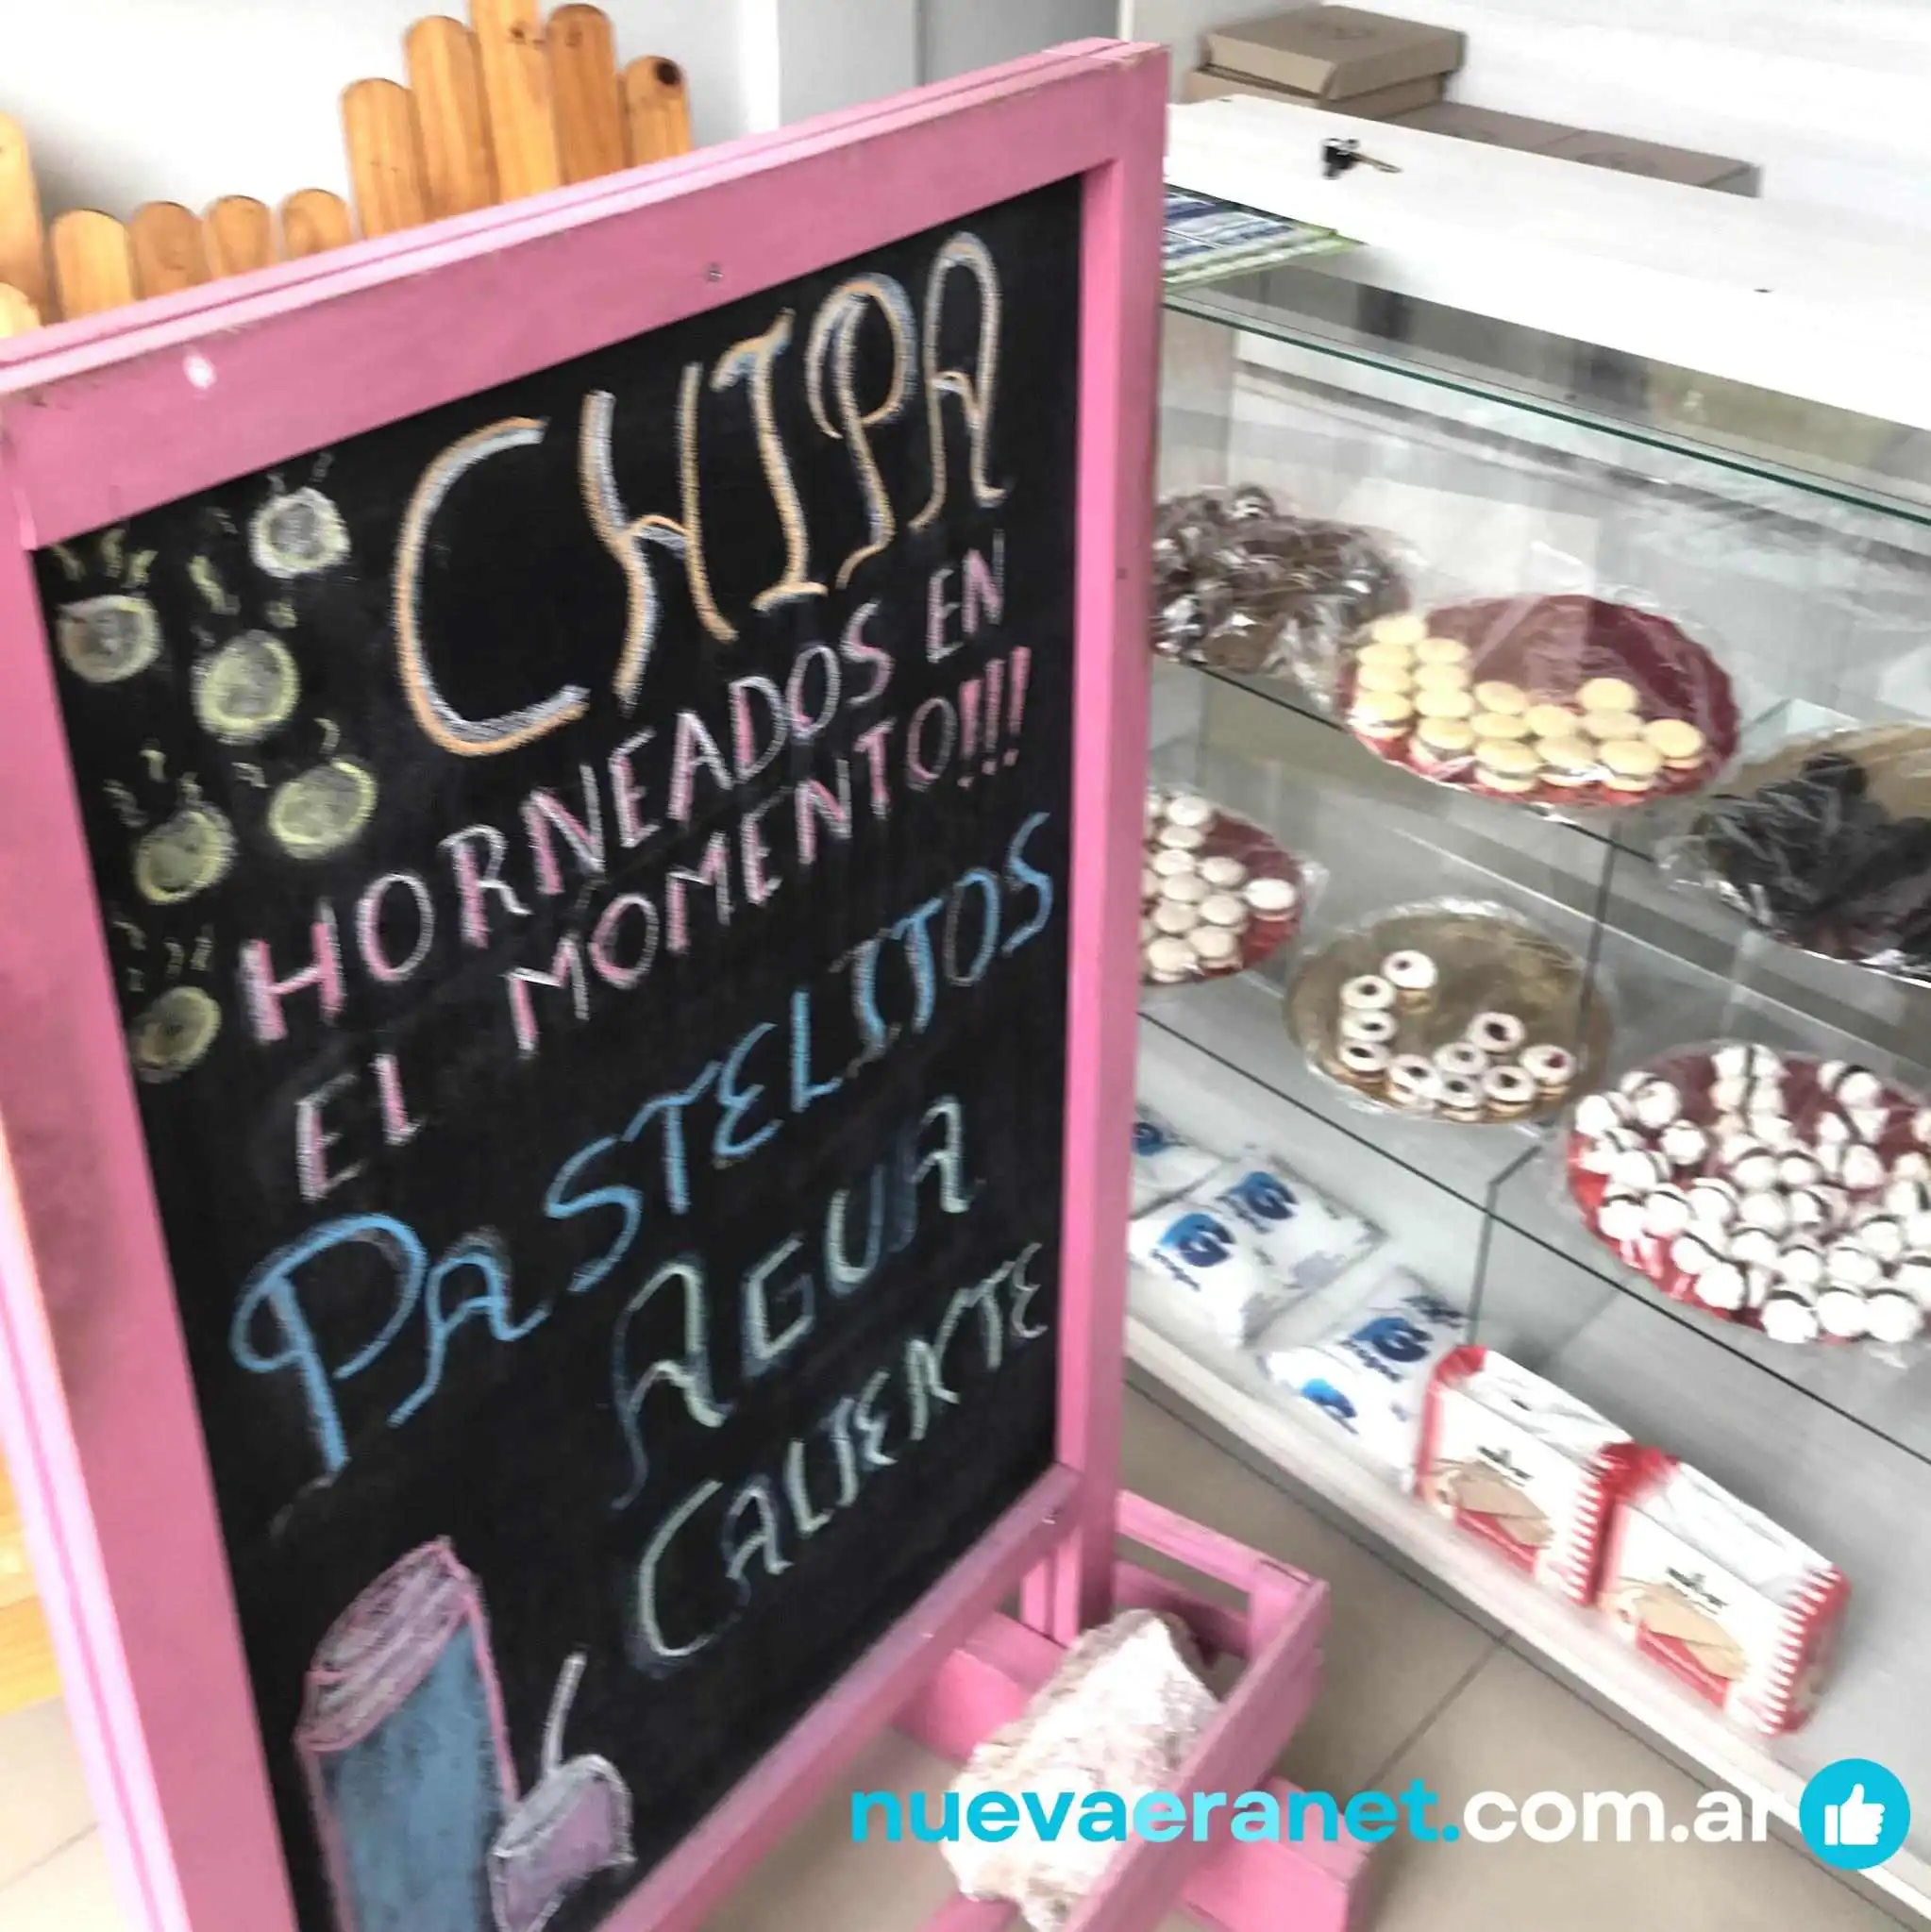 CHIPA
HORNEADOS EN
EL MOMENTO!!!
PASTELITOS
AGUA
CALIENTE
nuevaeranet.com.ar